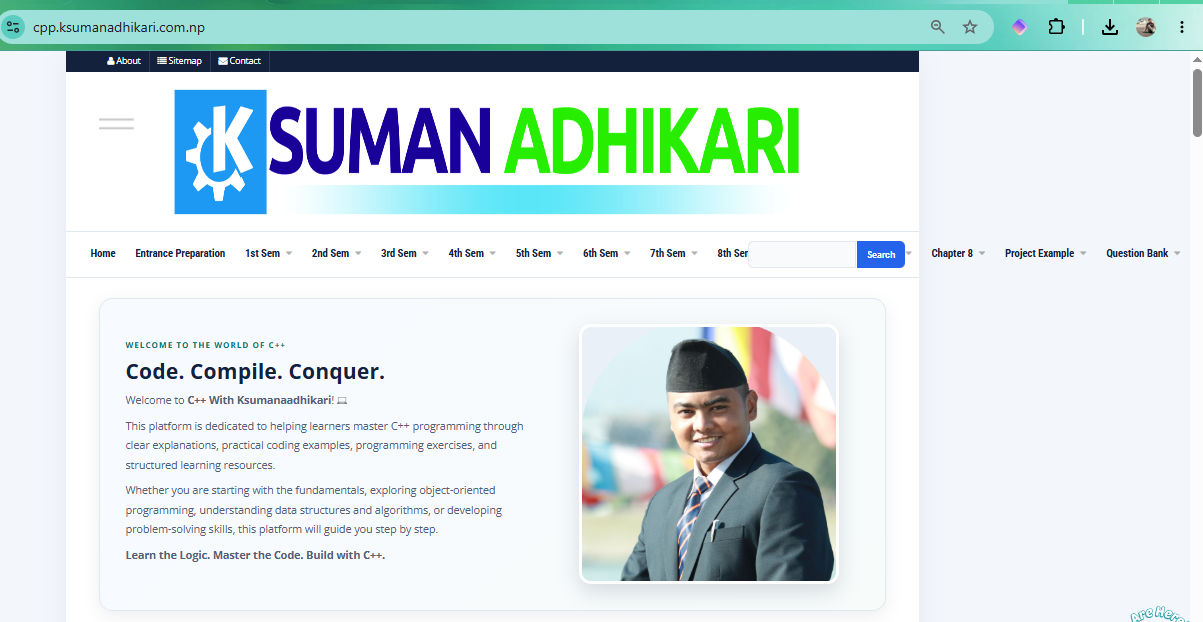 cpp.ksumanadhikari.com.np
About Sitemap Contact
K SUMAN ADHIKARI
Home Entrance Preparation 1st Sem 2nd Sem 3rd Sem 4th Sem 5th Sem 6th Sem 7th Sem 8th Ser Search Chapter 8 Project Example Question Bank
WELCOME TO THE WORLD OF C++
Code. Compile. Conquer.
Welcome to C++ With Ksumanaadhikari! 💻
This platform is dedicated to helping learners master C++ programming through
clear explanations, practical coding examples, programming exercises, and
structured learning resources.
Whether you are starting with the fundamentals, exploring object-oriented
programming, understanding data structures and algorithms, or developing
problem-solving skills, this platform will guide you step by step.
Learn the Logic. Master the Code. Build with C++.
Are Here